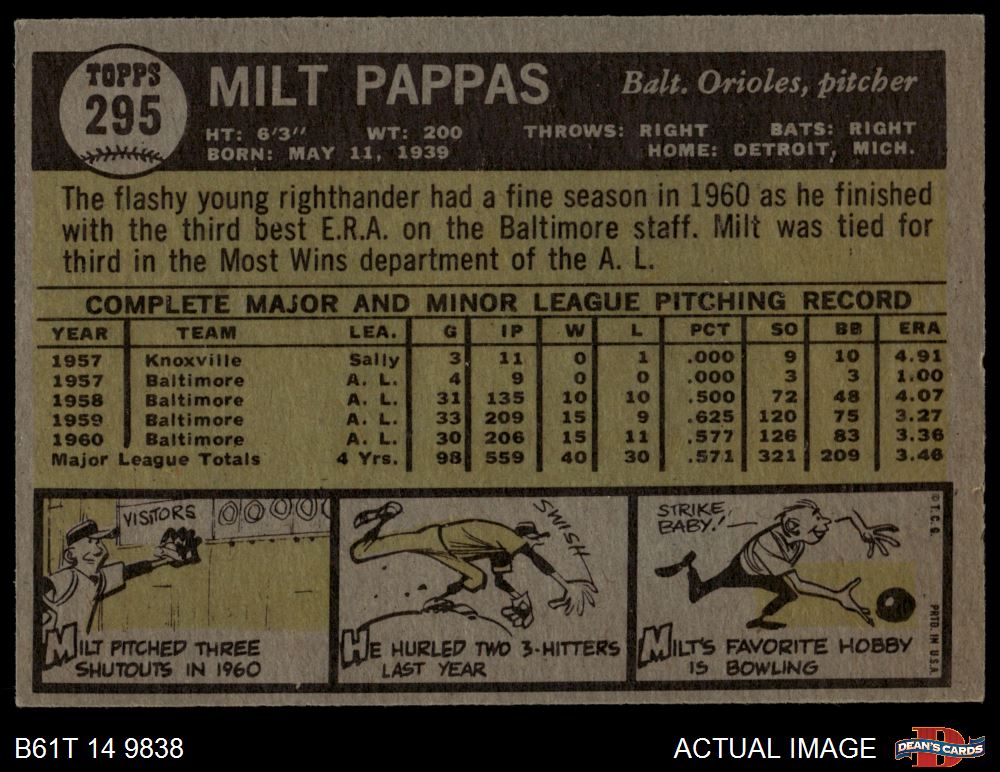 TOPPS
295
MILT PAPPAS
Balt. Orioles, pitcher
HT: 6'3" WT: 200 THROWS: RIGHT BATS: RIGHT
BORN: MAY 11, 1939 HOME: DETROIT, MICH.
The flashy young righthander had a fine season in 1960 as he finished
with the third best E.R.A. on the Baltimore staff. Milt was tied for
third in the Most Wins department of the A. L.
COMPLETE MAJOR AND MINOR LEAGUE PITCHING RECORD
YEAR TEAM LEA. G IP W L PCT SO BB ERA
1957 Knoxville Sally 3 11 0 1 .000 9 10 4.91
1957 Baltimore A. L. 4 9 0 0 .000 3 3 1.00
1958 Baltimore A. L. 31 135 10 10 .500 72 48 4.07
1959 Baltimore A. L. 33 209 15 9 .625 120 75 3.27
1960 Baltimore A. L. 30 206 15 11 .577 126 83 3.36
Major League Totals 4 Yrs. 98 559 40 30 .571 321 209 3.46
VISITORS 0 0 0 0 0
MILT PITCHED THREE
SHUTOUTS IN 1960
SWISH
HE HURLED TWO 3-HITTERS
LAST YEAR
STRIKE,
BABY!
MILT'S FAVORITE HOBBY
IS BOWLING
© T. C. G.
PRTD. IN U.S.A.
B61T 14 9838
ACTUAL IMAGE
D
DEAN'S CARDS